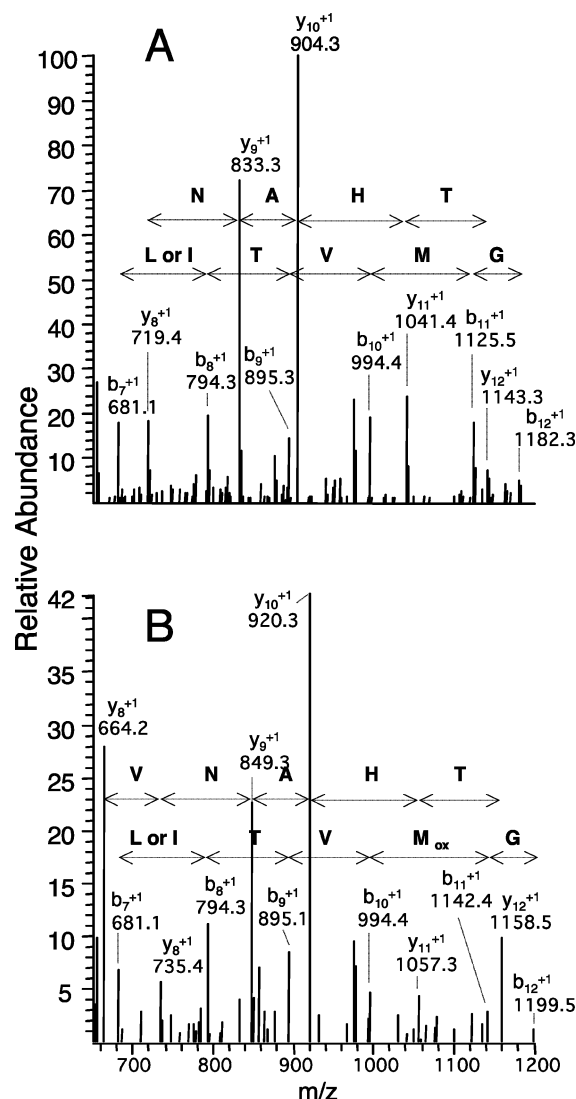 A
y10+1
904.3
100
90
80
70
60
50
40
30
20
10
y9+1
833.3
N A H T
L or I T V M G
y8+1
719.4
b7+1
681.1
b8+1
794.3
b9+1
895.3
b10+1
994.4
y11+1
1041.4
b11+1
1125.5
y12+1
1143.3
b12+1
1182.3
Relative Abundance
B
y10+1
920.3
42
35
30
25
20
15
10
5
y8+1
664.2
y9+1
849.3
V N A H T
L or I T V Mox G
b7+1
681.1
y8+1
735.4
b8+1
794.3
b9+1
895.1
b10+1
994.4
y11+1
1057.3
b11+1
1142.4
y12+1
1158.5
b12+1
1199.5
700 800 900 1000 1100 1200
m/z